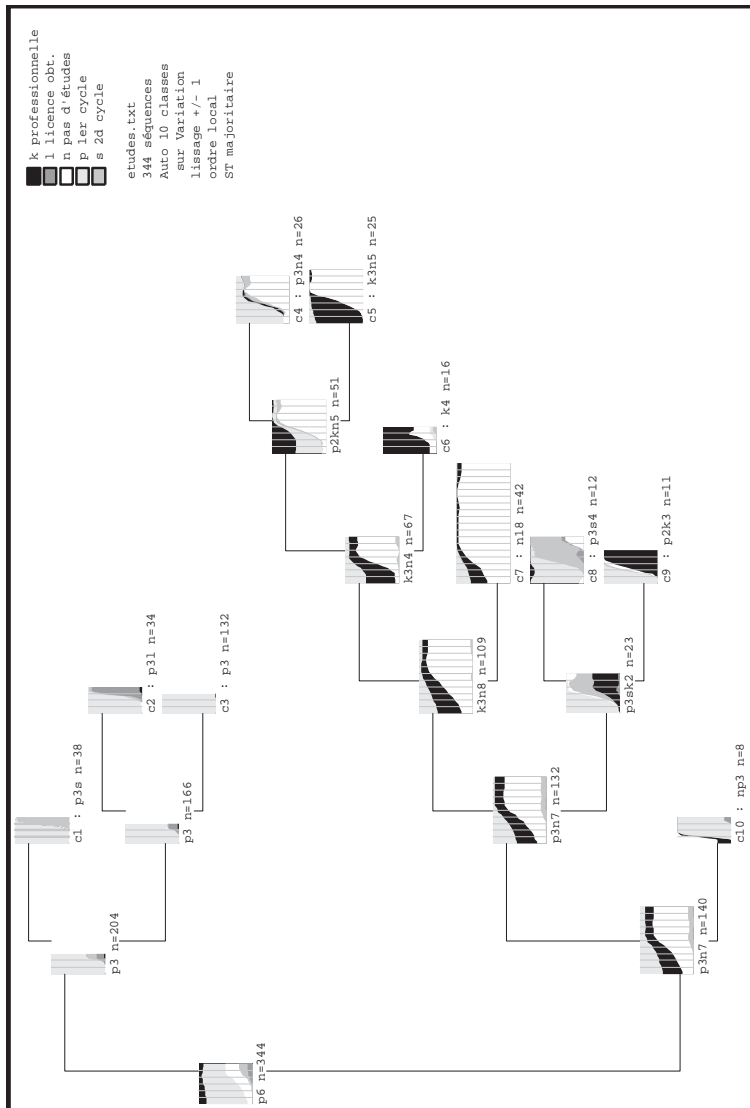 k professionnelle
l licence obt.
n pas d'études
p 1er cycle
s 2d cycle
etudes.txt
344 séquences
Auto 10 classes
sur Variation
lissage +/- 1
ordre local
ST majoritaire
c1 : p3s n=38
c2 : p3l n=34
c3 : p3 n=132
p3 n=166
p3 n=204
c4 : p3n4 n=26
c5 : k3n5 n=25
p2kn5 n=51
c6 : k4 n=16
k3n4 n=67
c7 : n18 n=42
k3n8 n=109
c8 : p3s4 n=12
c9 : p2k3 n=11
p3sk2 n=23
p3n7 n=132
c10 : np3 n=8
p3n7 n=140
p6 n=344